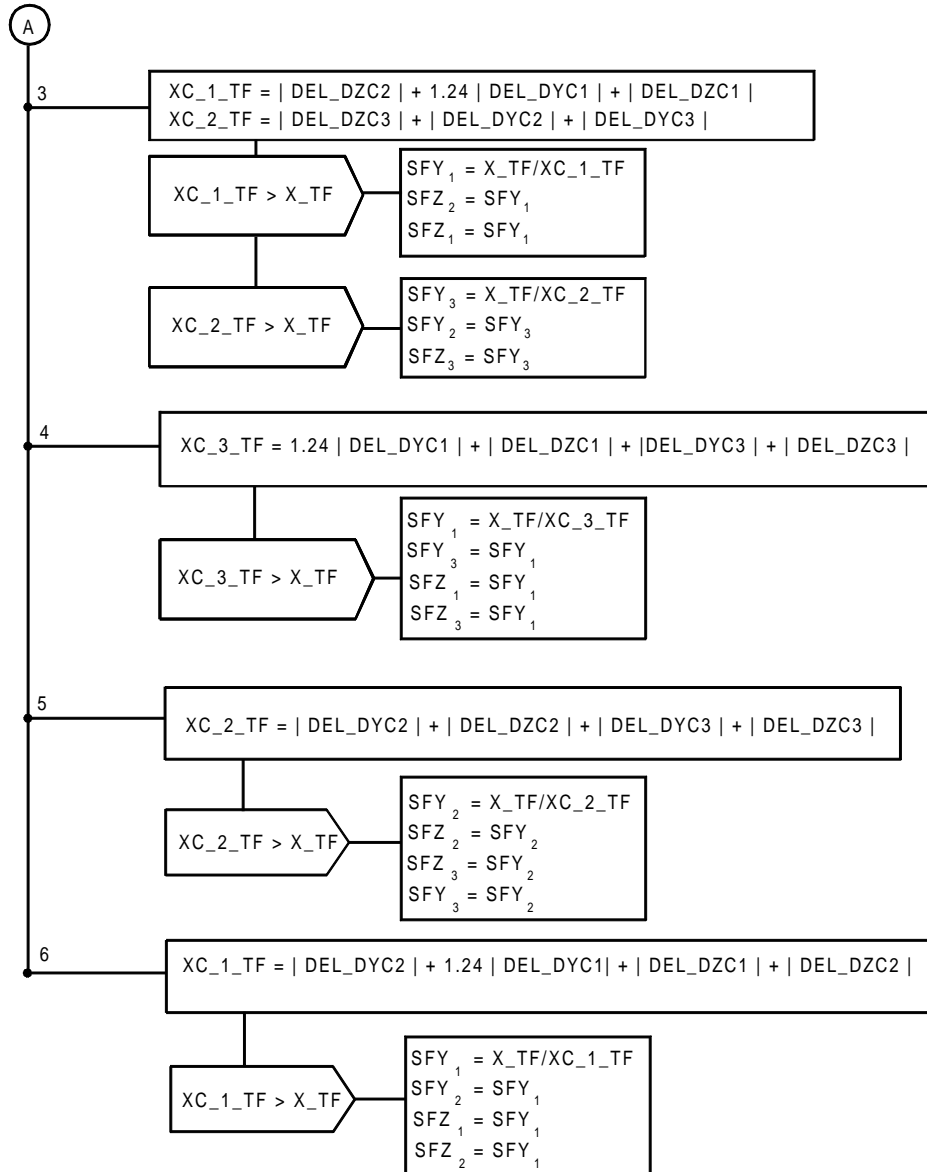 A
3
XC_1_TF = | DEL_DZC2 | + 1.24 | DEL_DYC1 | + | DEL_DZC1 |
XC_2_TF = | DEL_DZC3 | + | DEL_DYC2 | + | DEL_DYC3 |
XC_1_TF > X_TF
SFY₁ = X_TF/XC_1_TF
SFZ₂ = SFY₁
SFZ₁ = SFY₁
XC_2_TF > X_TF
SFY₃ = X_TF/XC_2_TF
SFY₂ = SFY₃
SFZ₃ = SFY₃
4
XC_3_TF = 1.24 | DEL_DYC1 | + | DEL_DZC1 | + |DEL_DYC3 | + | DEL_DZC3 |
XC_3_TF > X_TF
SFY₁ = X_TF/XC_3_TF
SFY₃ = SFY₁
SFZ₁ = SFY₁
SFZ₃ = SFY₁
5
XC_2_TF = | DEL_DYC2 | + | DEL_DZC2 | + | DEL_DYC3 | + | DEL_DZC3 |
XC_2_TF > X_TF
SFY₂ = X_TF/XC_2_TF
SFZ₂ = SFY₂
SFZ₃ = SFY₂
SFY₃ = SFY₂
6
XC_1_TF = | DEL_DYC2 | + 1.24 | DEL_DYC1| + | DEL_DZC1 | + | DEL_DZC2 |
XC_1_TF > X_TF
SFY₁ = X_TF/XC_1_TF
SFY₂ = SFY₁
SFZ₁ = SFY₁
SFZ₂ = SFY₁